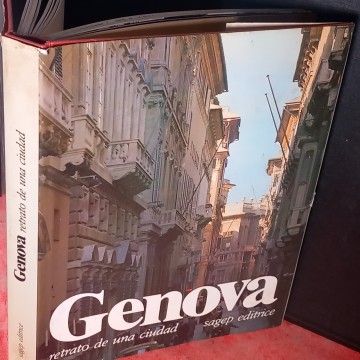 Genova
retrato de una ciudad sagep editrice
Genova retrato de una ciudad
sagep editrice